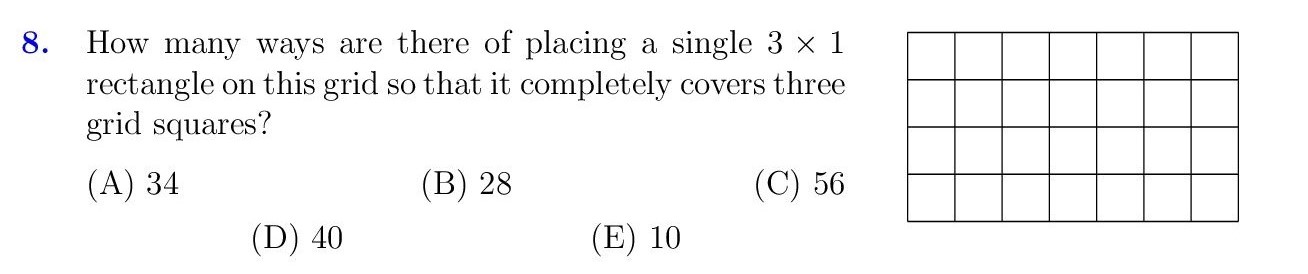 8. How many ways are there of placing a single 3 × 1
rectangle on this grid so that it completely covers three
grid squares?
(A) 34 (B) 28 (C) 56
(D) 40 (E) 10